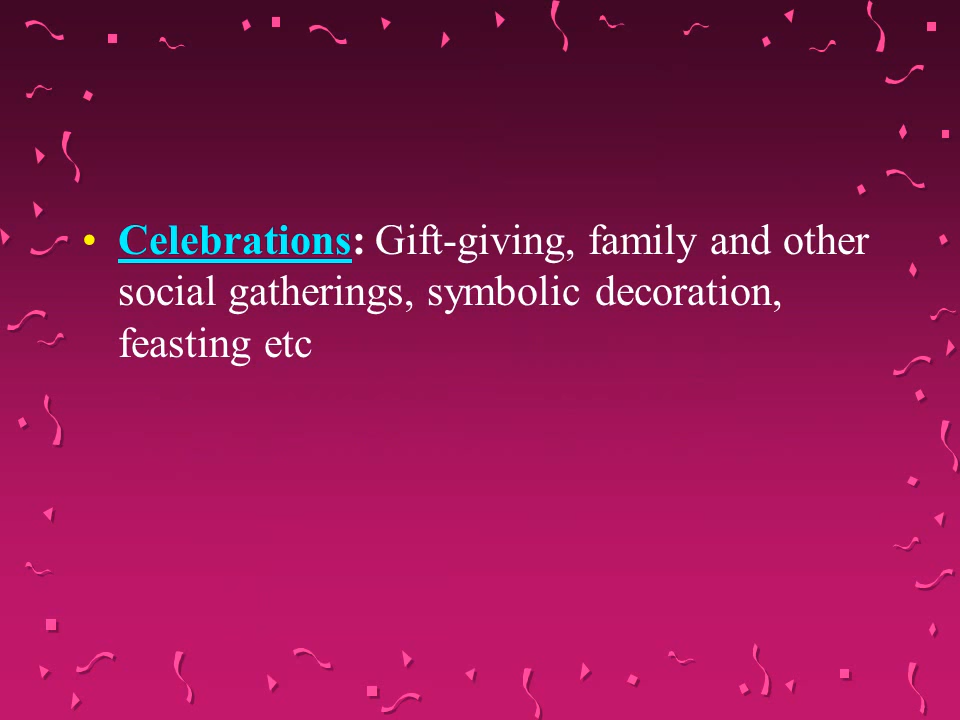 • Celebrations: Gift-giving, family and other
social gatherings, symbolic decoration,
feasting etc